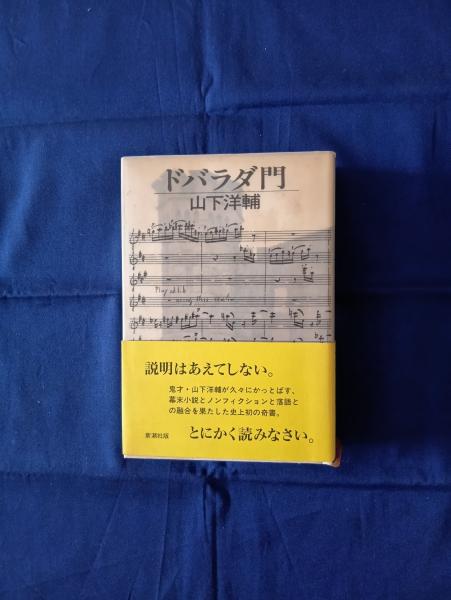 ドバラダ門
山下洋輔
Play ad lib
説明はあえてしない。
鬼才・山下洋輔が久々にかっとばす、
幕末小説とノンフィクションと落語と
の融合を果たした史上初の奇書。
新潮社版
とにかく読みなさい。